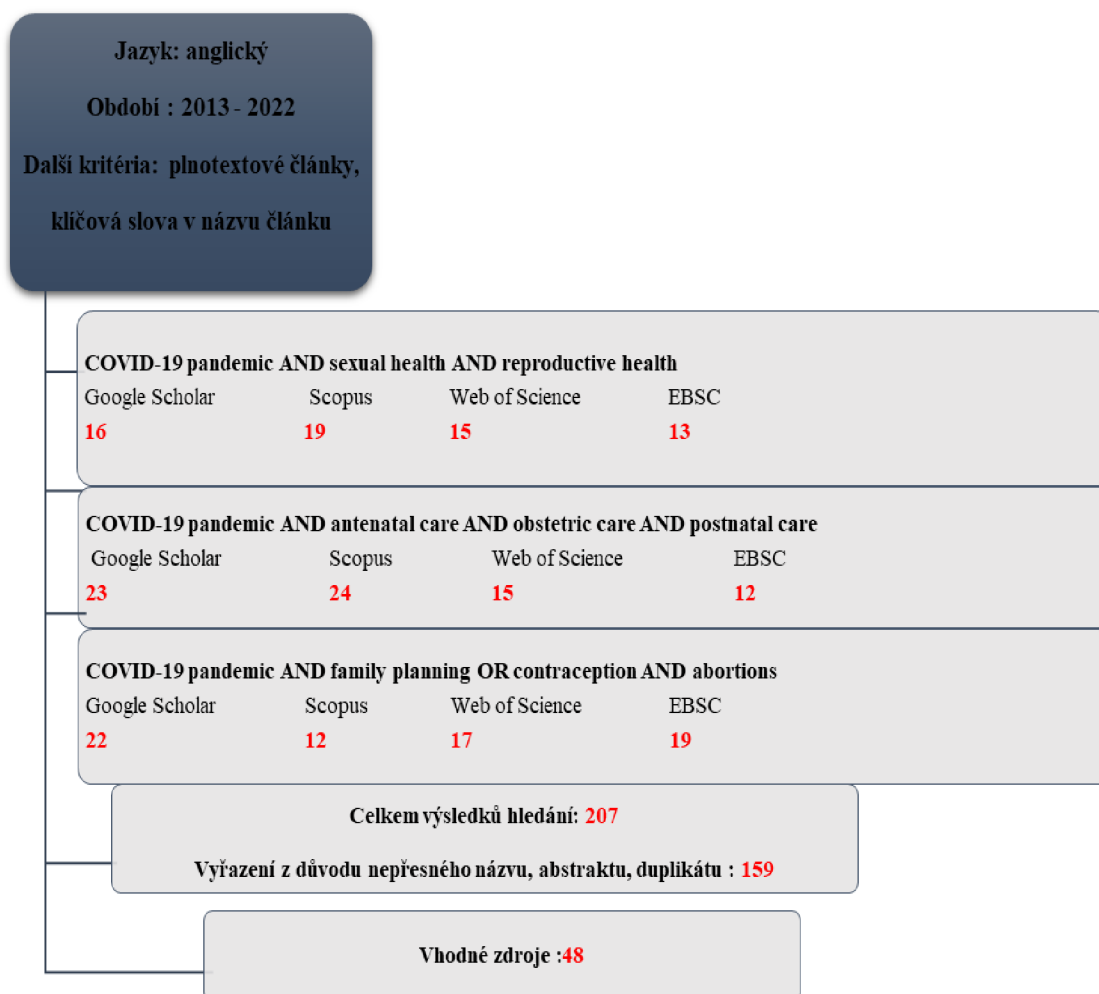 Jazyk: anglický
Období : 2013 - 2022
Další kritéria: plnotextové články,
klíčová slova v názvu článku
COVID-19 pandemic AND sexual health AND reproductive health
Google Scholar Scopus Web of Science EBSC
16 19 15 13
COVID-19 pandemic AND antenatal care AND obstetric care AND postnatal care
Google Scholar Scopus Web of Science EBSC
23 24 15 12
COVID-19 pandemic AND family planning OR contraception AND abortions
Google Scholar Scopus Web of Science EBSC
22 12 17 19
Celkem výsledků hledání: 207
Vyřazení z důvodu nepřesného názvu, abstraktu, duplikátu : 159
Vhodné zdroje :48